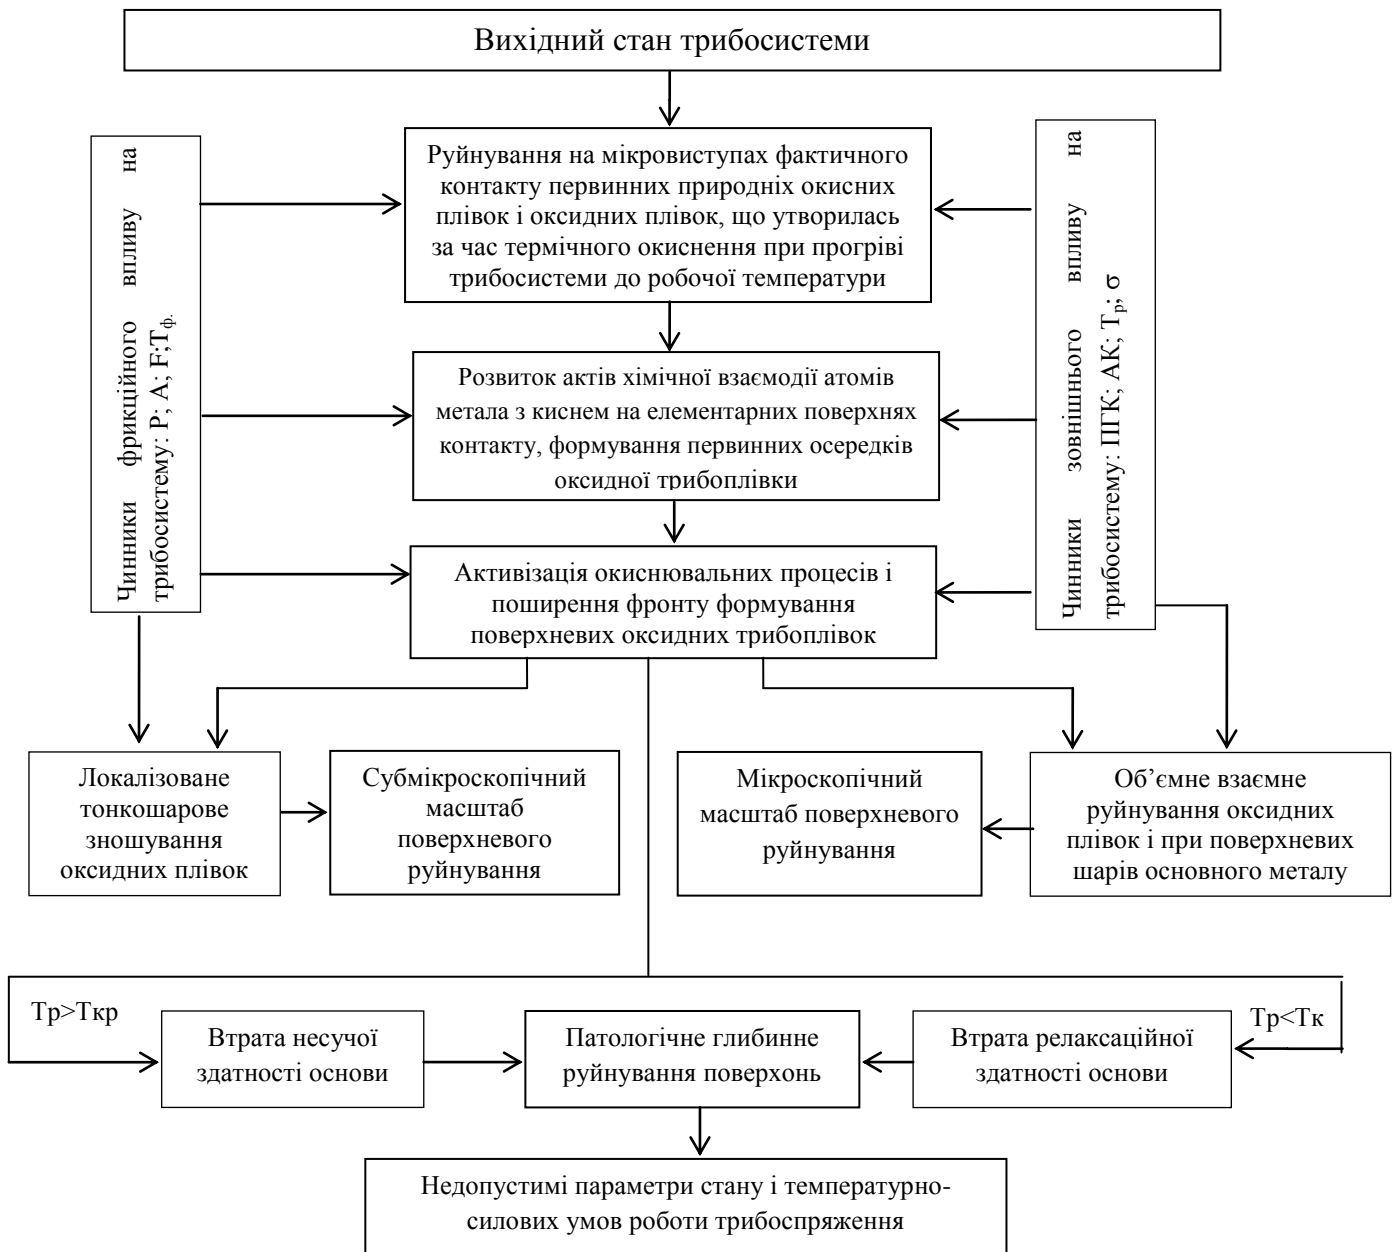 Вихідний стан трибосистеми
Руйнування на мікровиступах фактичного
контакту первинних природніх окисних
плівок і оксидних плівок, що утворилась
за час термічного окиснення при прогріві
трибосистеми до робочої температури
Чинники фрикційного впливу на
трибосистему: P; A; F;Tф.
Чинники зовнішнього впливу на
трибосистему: ПГК; АК; Тр; σ
Розвиток актів хімічної взаємодії атомів
метала з киснем на елементарних поверхнях
контакту, формування первинних осередків
оксидної трибоплівки
Активізація окиснювальних процесів і
поширення фронту формування
поверхневих оксидних трибоплівок
Локалізоване
тонкошарове
зношування
оксидних плівок
Субмікроскопічний
масштаб
поверхневого
руйнування
Мікроскопічний
масштаб поверхневого
руйнування
Об’ємне взаємне
руйнування оксидних
плівок і при поверхневих
шарів основного металу
Тр>Ткр
Втрата несучої
здатності основи
Патологічне глибинне
руйнування поверхонь
Втрата релаксаційної
здатності основи
Тр<Тк
Недопустимі параметри стану і температурно-
силових умов роботи трибоспряження